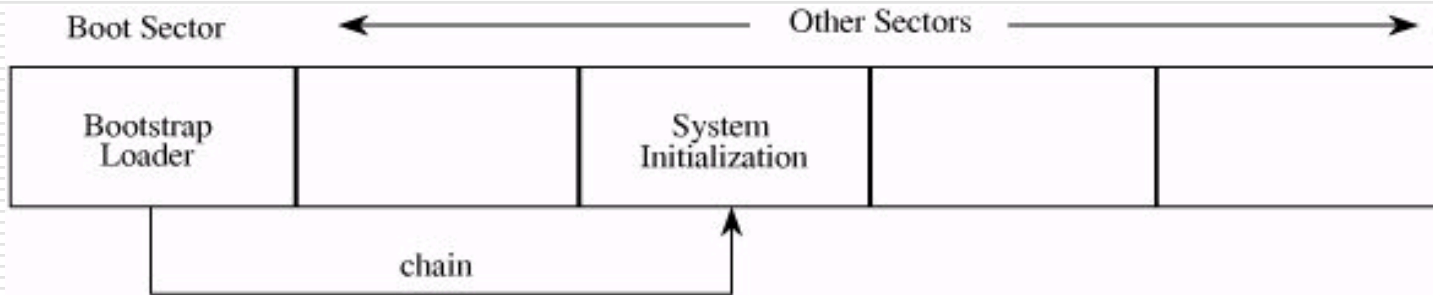 Boot Sector
Other Sectors
Bootstrap
Loader
System
Initialization
chain